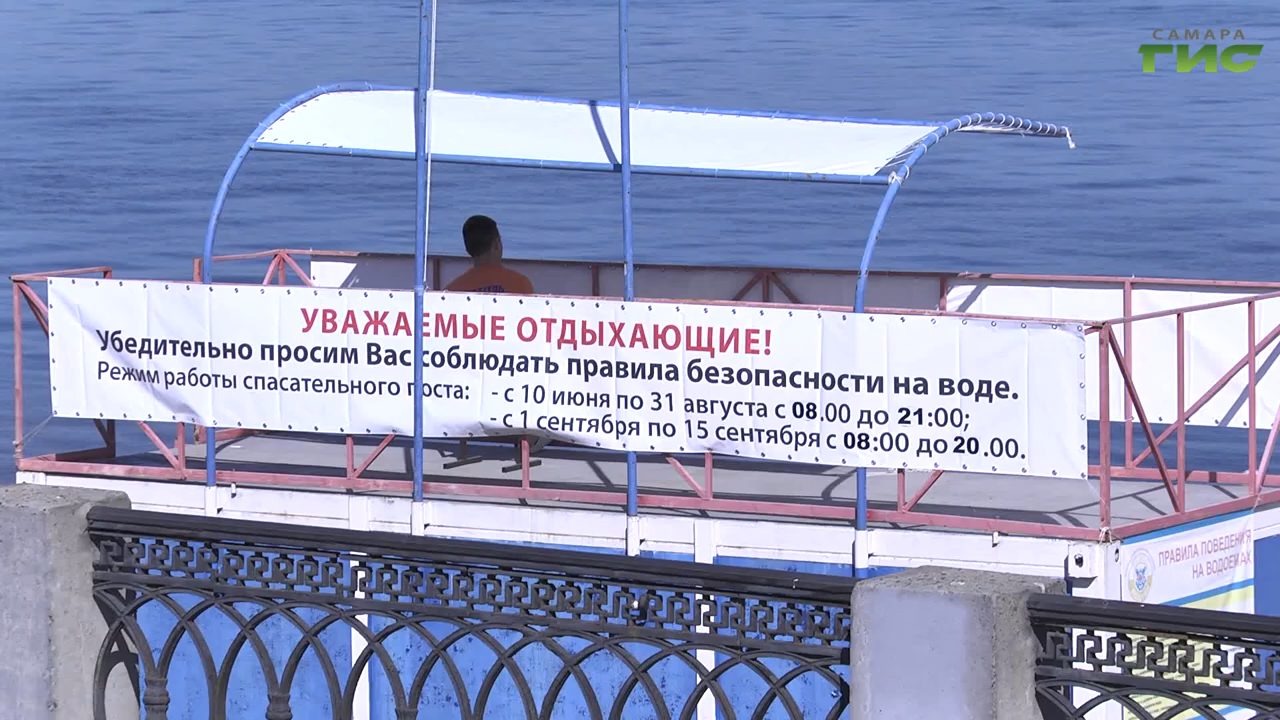 САМАРА
ГИС
УВАЖАЕМЫЕ ОТДЫХАЮЩИЕ!
Убедительно просим Вас соблюдать правила безопасности на воде.
Режим работы спасательного поста: - с 10 июня по 31 августа с 08.00 до 21:00;
- с 1 сентября по 15 сентября с 08:00 до 20.00.
ПРАВИЛА ПОВЕДЕНИЯ
НА ВОДОЕМАХ